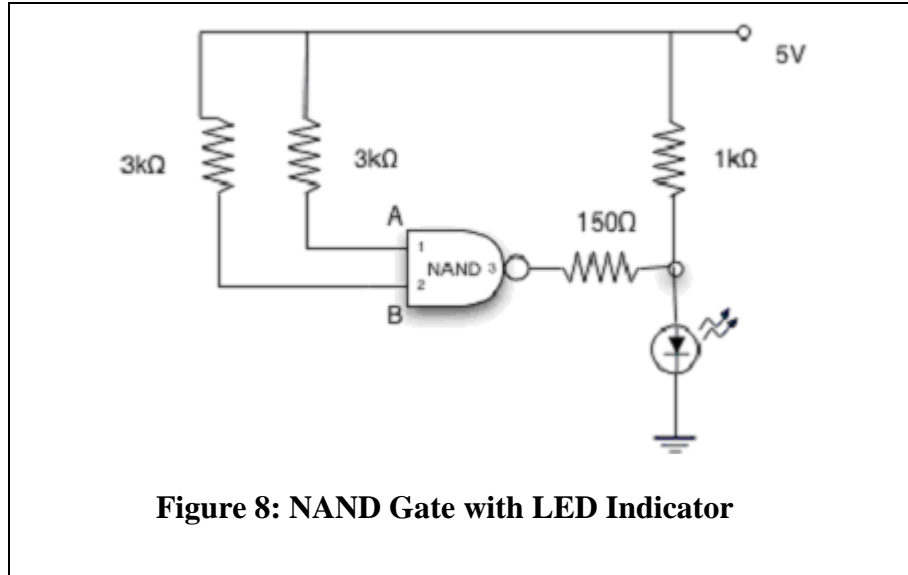 5V
3kΩ
3kΩ
1kΩ
A
150Ω
1
NAND 3
2
B
Figure 8: NAND Gate with LED Indicator